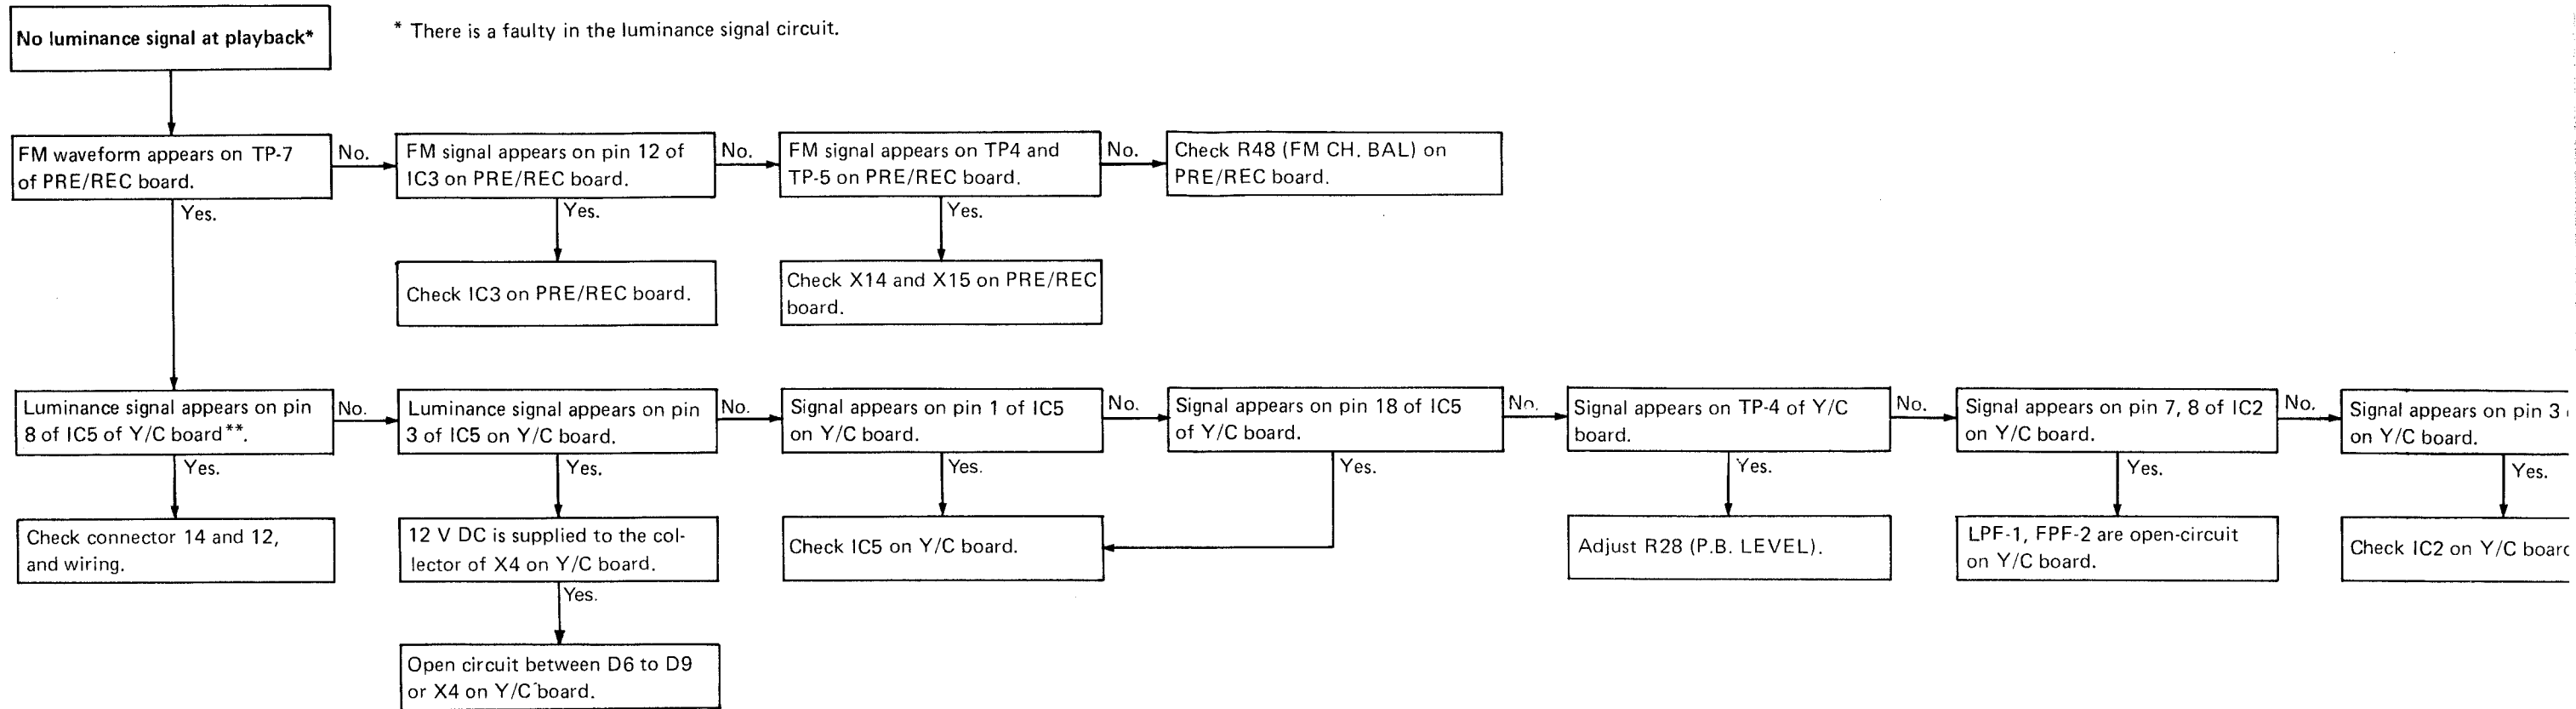 No luminance signal at playback*
* There is a faulty in the luminance signal circuit.
FM waveform appears on TP-7
of PRE/REC board.
No.
FM signal appears on pin 12 of
IC3 on PRE/REC board.
No.
FM signal appears on TP4 and
TP-5 on PRE/REC board.
No.
Check R48 (FM CH. BAL) on
PRE/REC board.
Yes.
Yes.
Yes.
Check IC3 on PRE/REC board.
Check X14 and X15 on PRE/REC
board.
Luminance signal appears on pin
8 of IC5 of Y/C board**.
No.
Luminance signal appears on pin
3 of IC5 on Y/C board.
No.
Signal appears on pin 1 of IC5
on Y/C board.
No.
Signal appears on pin 18 of IC5
of Y/C board.
No.
Signal appears on TP-4 of Y/C
board.
No.
Signal appears on pin 7, 8 of IC2
on Y/C board.
No.
Signal appears on pin 3
on Y/C board.
Yes.
Yes.
Yes.
Yes.
Yes.
Yes.
Yes.
Check connector 14 and 12,
and wiring.
12 V DC is supplied to the col-
lector of X4 on Y/C board.
Check IC5 on Y/C board.
Adjust R28 (P.B. LEVEL).
LPF-1, FPF-2 are open-circuit
on Y/C board.
Check IC2 on Y/C boar
Yes.
Open circuit between D6 to D9
or X4 on Y/C board.